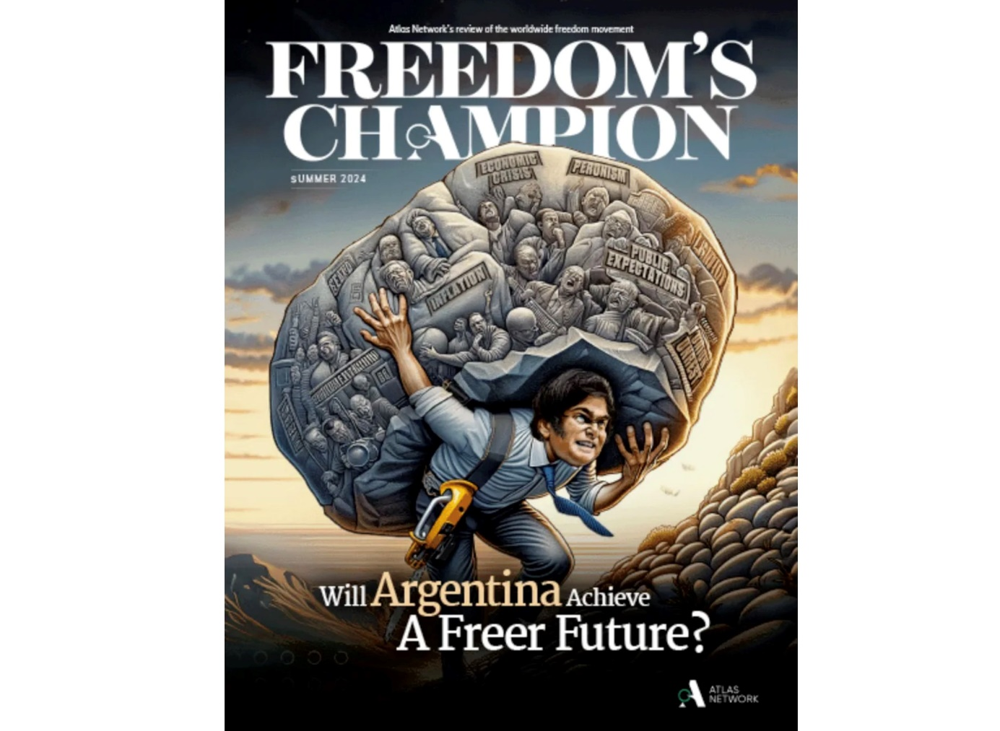 Atlas Network's review of the worldwide freedom movement
FREEDOM'S
CHAMPION
SUMMER 2024
ECONOMIC
CRISIS
PERONISM
PUBLIC
EXPECTATIONS
INFLATION
UNREST
Will Argentina Achieve
A Freer Future?
ATLAS
NETWORK